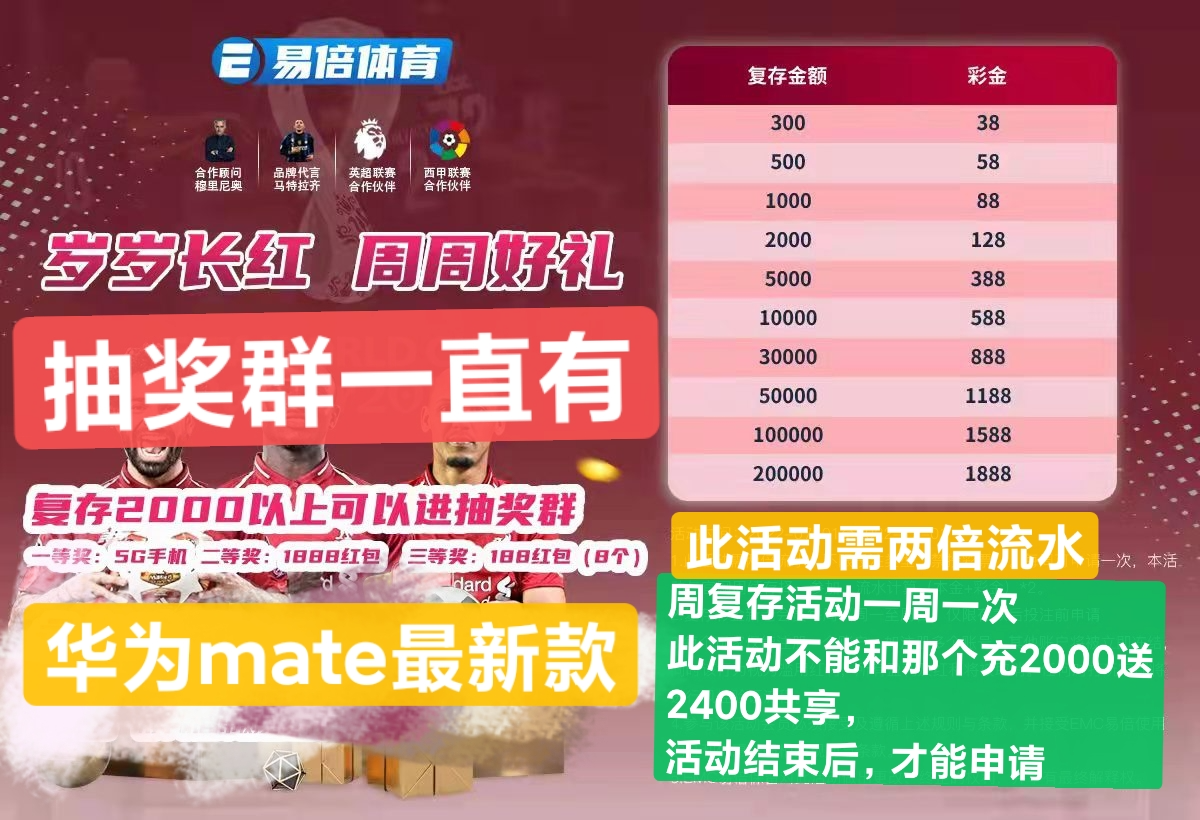 易倍体育
合作顾问
穆里尼奥
品牌代言
马特拉齐
英超联赛
合作伙伴
西甲联赛
合作伙伴
岁岁长红 周周好礼
抽奖群一直有
复存2000以上可以进抽奖群
一等奖：5G手机 二等奖：1888红包 三等奖：188红包（8个）
华为mate最新款
复存金额 彩金
300 38
500 58
1000 88
2000 128
5000 388
10000 588
30000 888
50000 1188
100000 1588
200000 1888
此活动需两倍流水
一次，本活
周复存活动一周一次
此活动不能和那个充2000送
2400共享，
活动结束后，才能申请